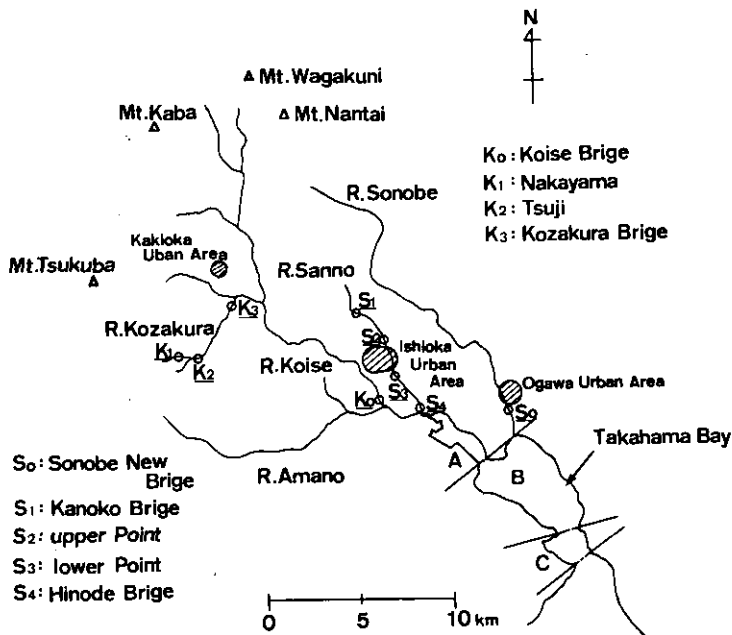 N
Mt.Wagakuni
Mt.Kaba
Mt.Nantai
K₀: Koise Brige
K₁: Nakayama
K₂: Tsuji
K₃: Kozakura Brige
R.Sonobe
Kakioka
Uban Area
Mt.Tsukuba
R.Sanno
S₁
K₃
R.Kozakura
S₂
Ishioka
Urban
Area
K₁
K₂
R.Koise
S₃
Ogawa Urban Area
K₀
S₄
S₀
Takahama Bay
A
B
R.Amano
C
S₀: Sonobe New
Brige
S₁: Kanoko Brige
S₂: upper Point
S₃: lower Point
S₄: Hinode Brige
0 5 10 km